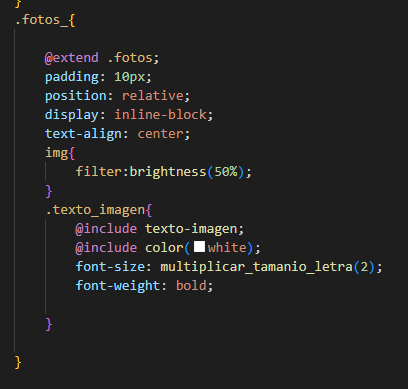 }
.fotos_{
@extend .fotos;
padding: 10px;
position: relative;
display: inline-block;
text-align: center;
img{
filter:brightness(50%);
}
.texto_imagen{
@include texto-imagen;
@include color(white);
font-size: multiplicar_tamanio_letra(2);
font-weight: bold;
}
}